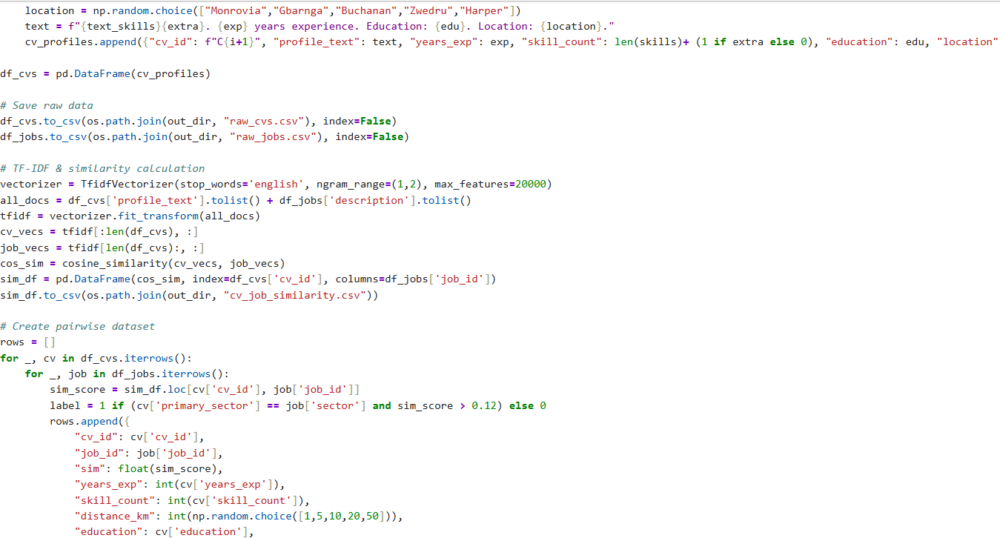 location = np.random.choice(["Monrovia","Gbarnga","Buchanan","Zwedru","Harper"])
    text = f"{text_skills}{extra}. {exp} years experience. Education: {edu}. Location: {location}."
    cv_profiles.append({"cv_id": f"C{i+1}", "profile_text": text, "years_exp": exp, "skill_count": len(skills)+ (1 if extra else 0), "education": edu, "location"

df_cvs = pd.DataFrame(cv_profiles)

# Save raw data
df_cvs.to_csv(os.path.join(out_dir, "raw_cvs.csv"), index=False)
df_jobs.to_csv(os.path.join(out_dir, "raw_jobs.csv"), index=False)

# TF-IDF & similarity calculation
vectorizer = TfidfVectorizer(stop_words='english', ngram_range=(1,2), max_features=20000)
all_docs = df_cvs['profile_text'].tolist() + df_jobs['description'].tolist()
tfidf = vectorizer.fit_transform(all_docs)
cv_vecs = tfidf[:len(df_cvs), :]
job_vecs = tfidf[len(df_cvs):, :]
cos_sim = cosine_similarity(cv_vecs, job_vecs)
sim_df = pd.DataFrame(cos_sim, index=df_cvs['cv_id'], columns=df_jobs['job_id'])
sim_df.to_csv(os.path.join(out_dir, "cv_job_similarity.csv"))

# Create pairwise dataset
rows = []
for _, cv in df_cvs.iterrows():
    for _, job in df_jobs.iterrows():
        sim_score = sim_df.loc[cv['cv_id'], job['job_id']]
        label = 1 if (cv['primary_sector'] == job['sector'] and sim_score > 0.12) else 0
        rows.append({
            "cv_id": cv['cv_id'],
            "job_id": job['job_id'],
            "sim": float(sim_score),
            "years_exp": int(cv['years_exp']),
            "skill_count": int(cv['skill_count']),
            "distance_km": int(np.random.choice([1,5,10,20,50])),
            "education": cv['education'],